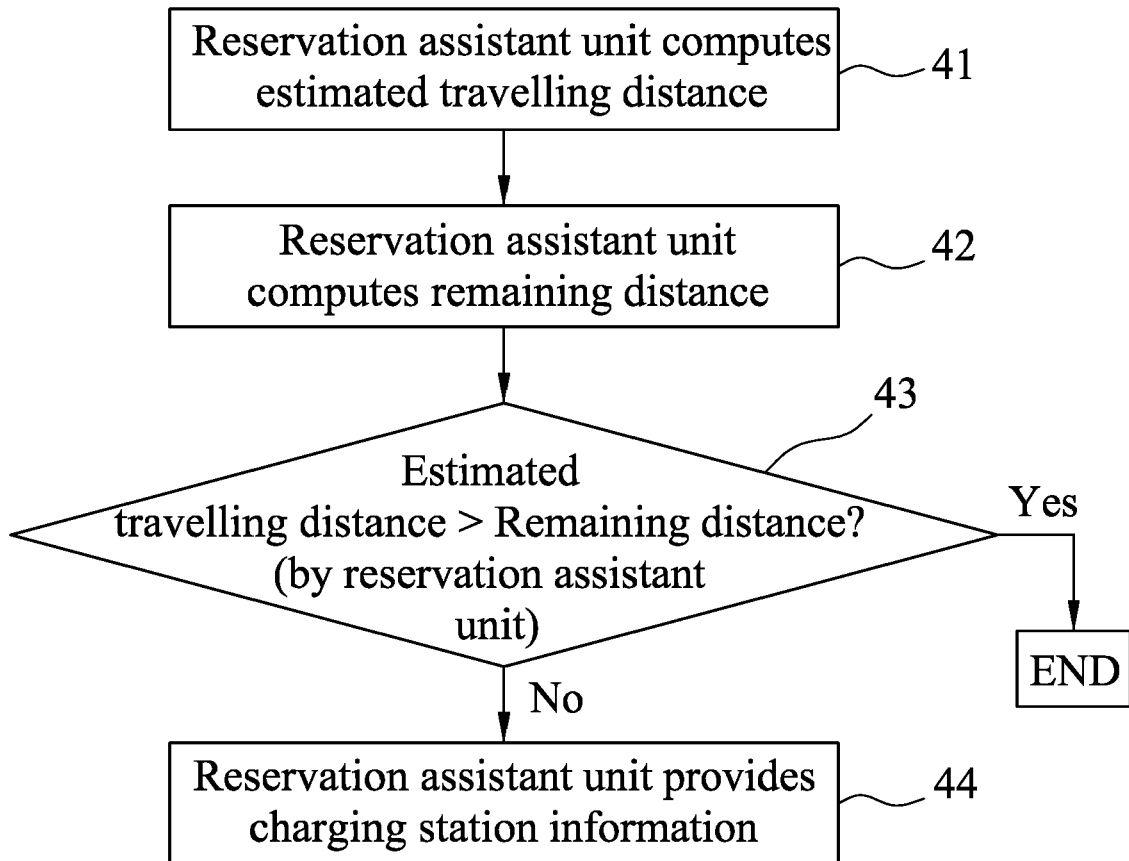 Reservation assistant unit computes
estimated travelling distance
41
Reservation assistant unit
computes remaining distance
42
43
Estimated
travelling distance > Remaining distance?
(by reservation assistant
unit)
Yes
END
No
Reservation assistant unit provides
charging station information
44